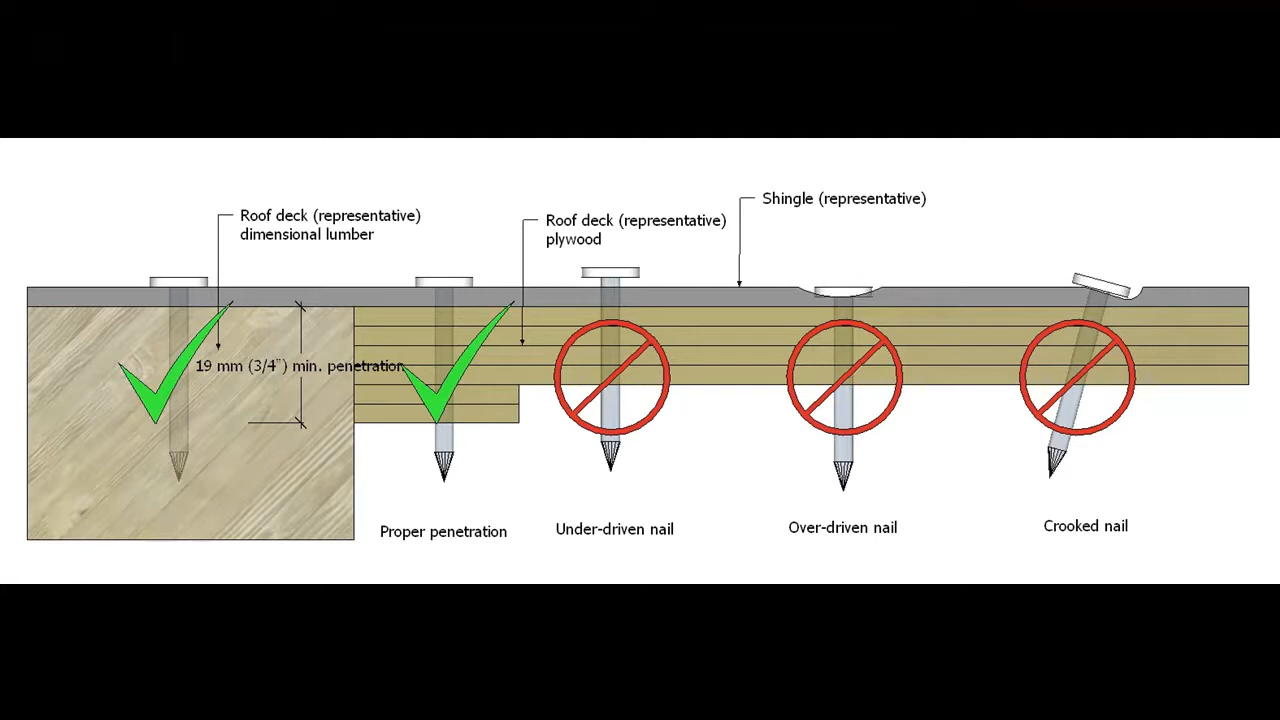 Shingle (representative)
Roof deck (representative)
dimensional lumber
Roof deck (representative)
plywood
19 mm (3/4") min. penetration
Proper penetration
Under-driven nail
Over-driven nail
Crooked nail